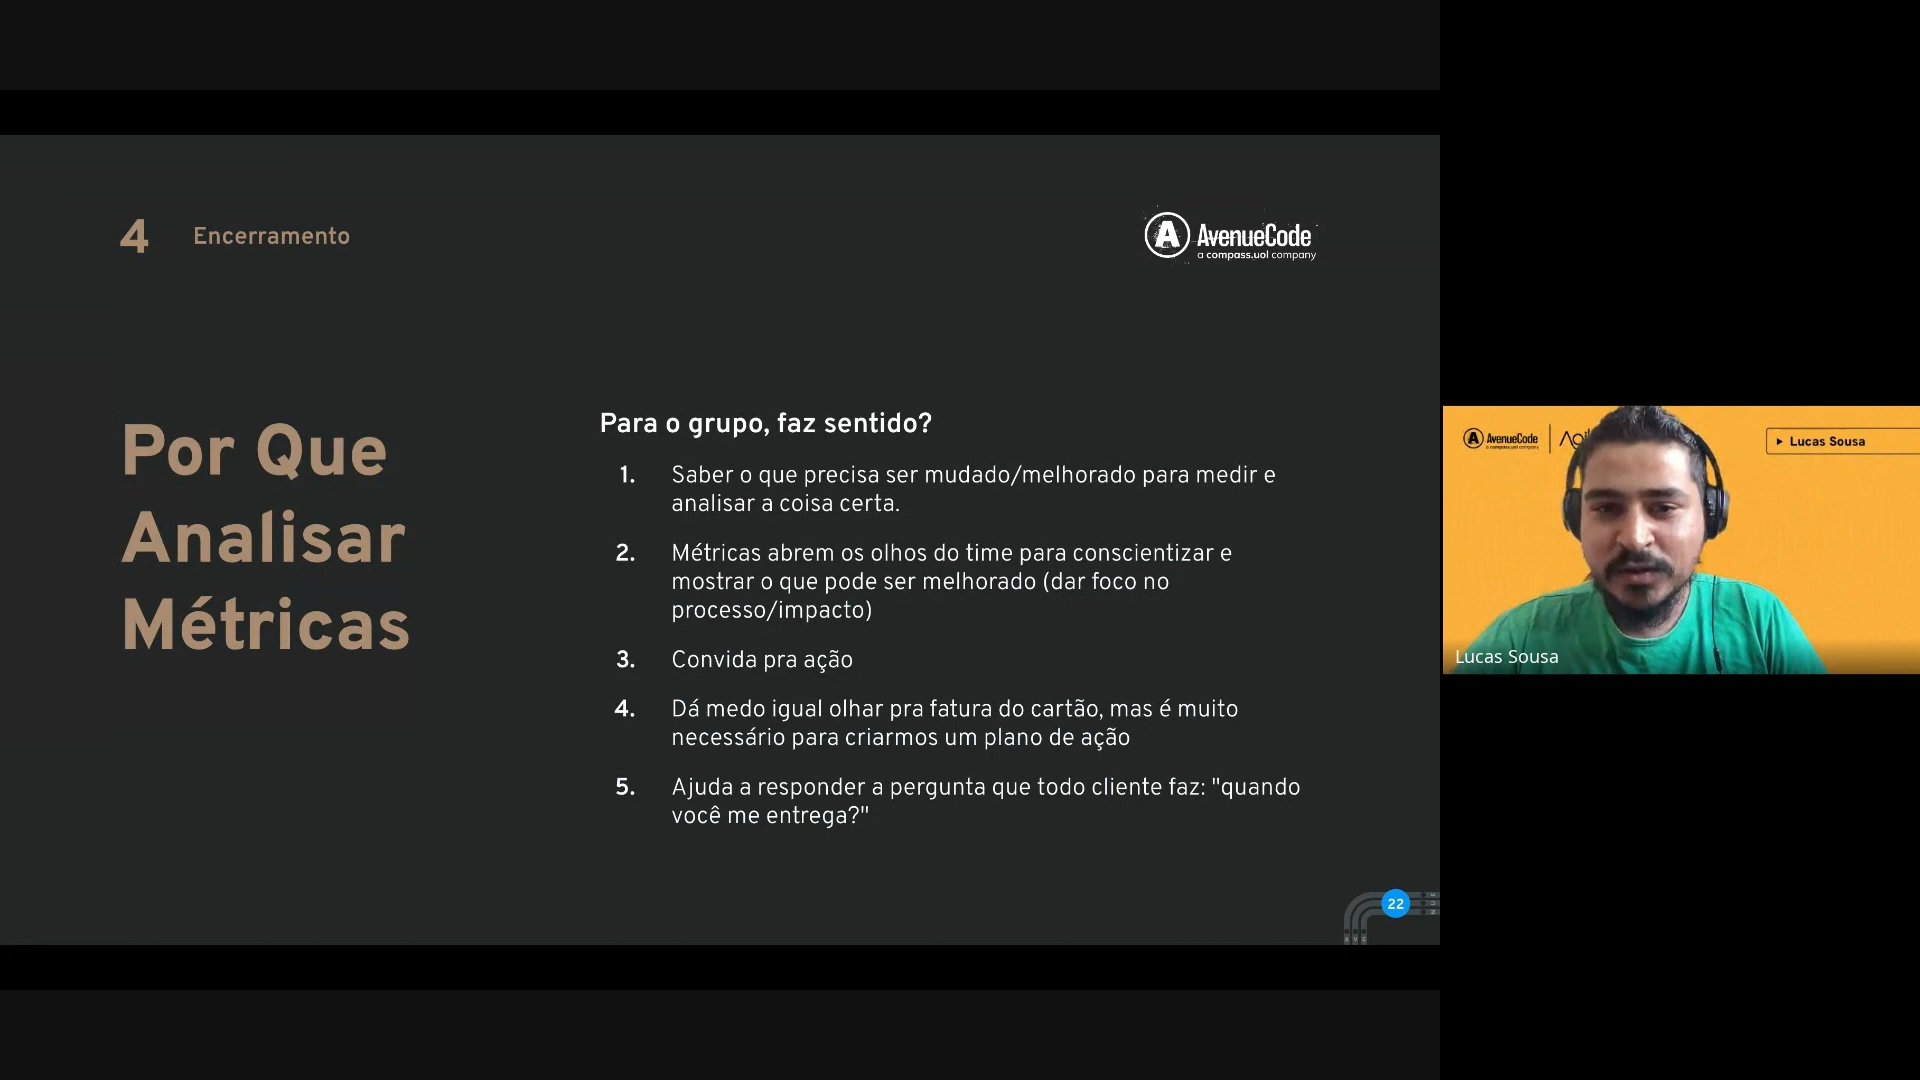 4 Encerramento
AvenueCode
a compass.uol company
Por Que
Analisar
Métricas
Para o grupo, faz sentido?
1. Saber o que precisa ser mudado/melhorado para medir e
analisar a coisa certa.
2. Métricas abrem os olhos do time para conscientizar e
mostrar o que pode ser melhorado (dar foco no
processo/impacto)
3. Convida pra ação
4. Dá medo igual olhar pra fatura do cartão, mas é muito
necessário para criarmos um plano de ação
5. Ajuda a responder a pergunta que todo cliente faz: "quando
você me entrega?"
22
AvenueCode
a compass.uol company
Lucas Sousa
Lucas Sousa